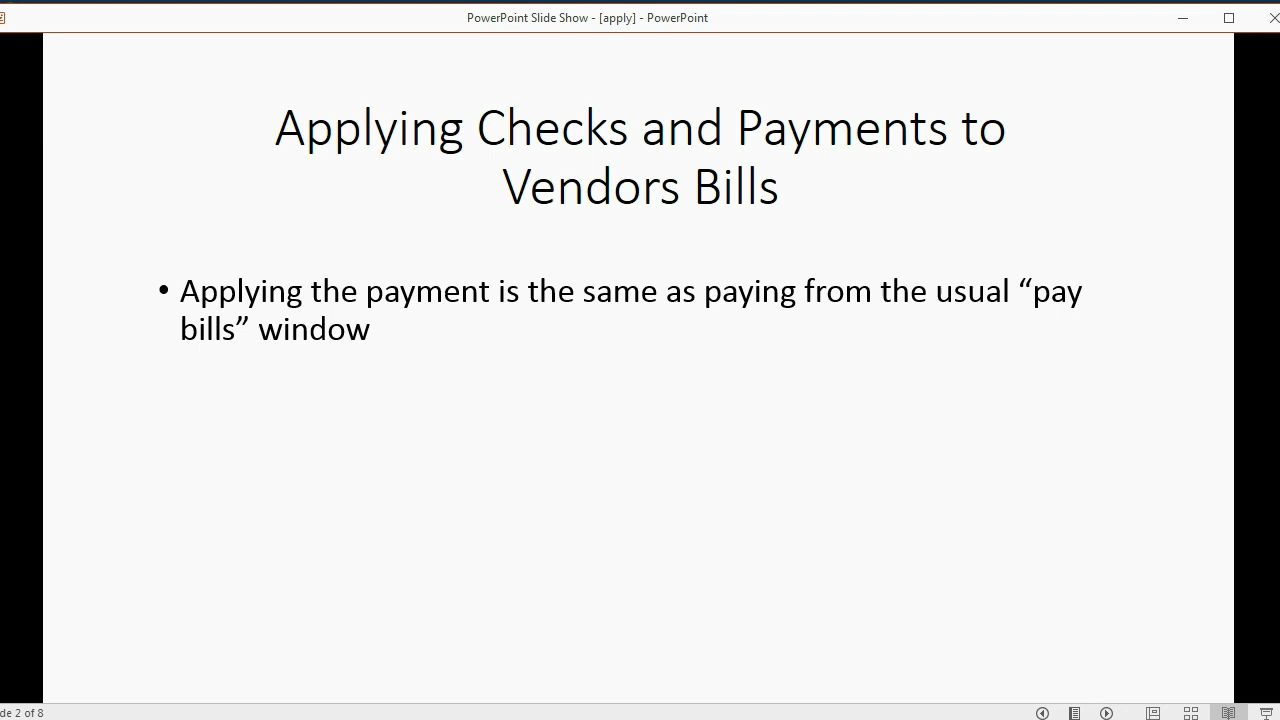 PowerPoint Slide Show - [apply] - PowerPoint
Applying Checks and Payments to
Vendors Bills
• Applying the payment is the same as paying from the usual “pay
bills” window
de 2 of 8